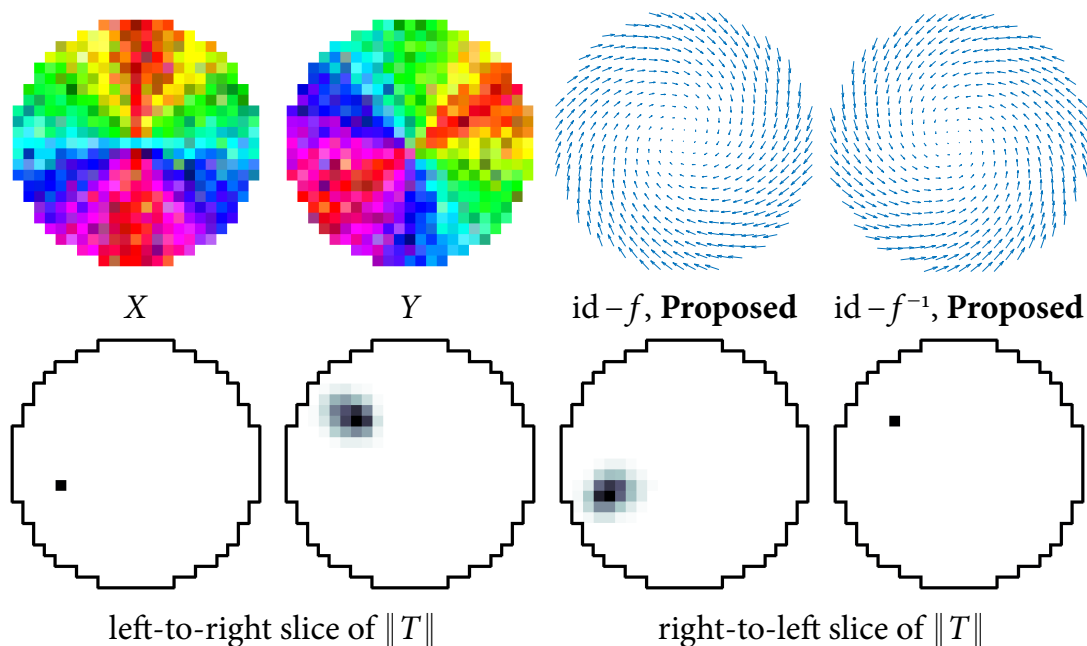 X Y id – f, Proposed id – f⁻¹, Proposed
left-to-right slice of ‖T‖ right-to-left slice of ‖T‖